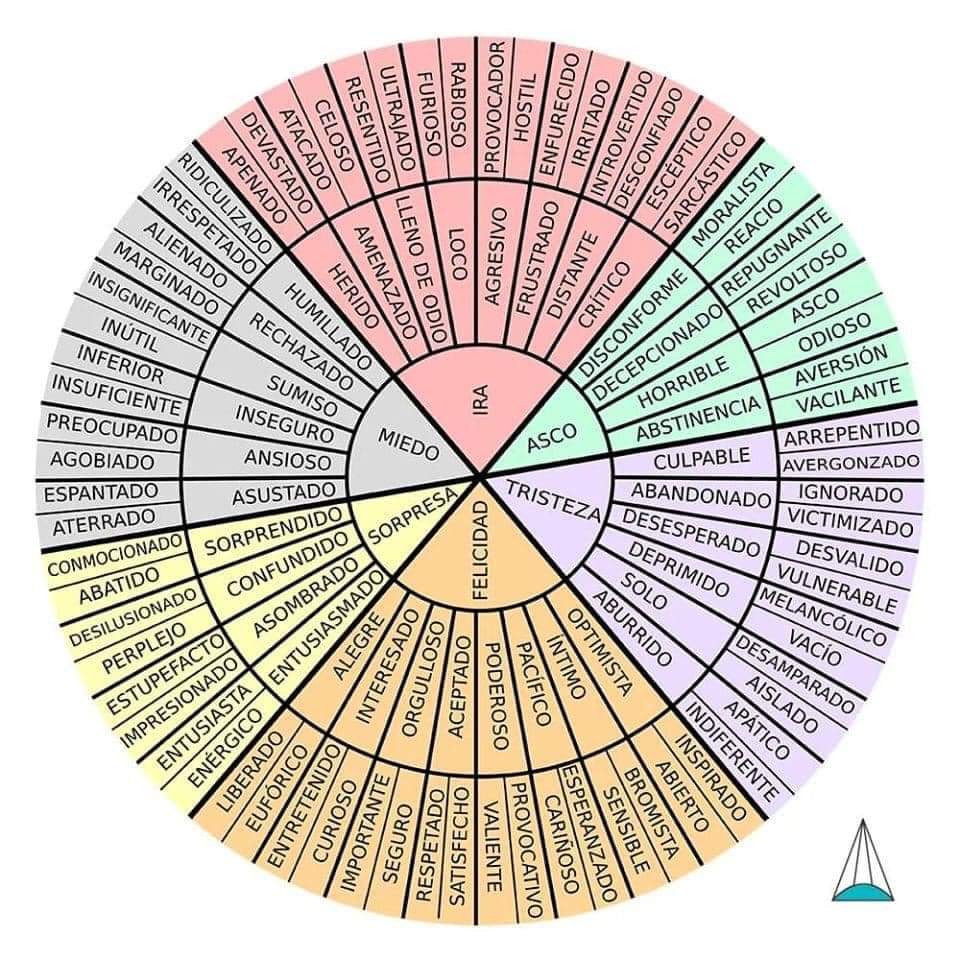 IRA
HERIDO
APENADO
DEVASTADO
AMENAZADO
ATACADO
CELOSO
LLENO DE ODIO
RESENTIDO
ULTRAJADO
LOCO
FURIOSO
RABIOSO
AGRESIVO
PROVOCADOR
HOSTIL
FRUSTRADO
ENFURECIDO
IRRITADO
DISTANTE
INTROVERTIDO
DESCONFIADO
CRÍTICO
ESCÉPTICO
SARCÁSTICO
ASCO
DISCONFORME
MORALISTA
REACIO
DECEPCIONADO
REPUGNANTE
REVOLTOSO
HORRIBLE
ASCO
ODIOSO
ABSTINENCIA
AVERSIÓN
VACILANTE
TRISTEZA
CULPABLE
ARREPENTIDO
AVERGONZADO
ABANDONADO
IGNORADO
VICTIMIZADO
DESESPERADO
DESVALIDO
VULNERABLE
DEPRIMIDO
MELANCÓLICO
VACÍO
SOLO
DESAMPARADO
AISLADO
ABURRIDO
APÁTICO
INDIFERENTE
FELICIDAD
OPTIMISTA
INSPIRADO
ABIERTO
ÍNTIMO
BROMISTA
SENSIBLE
PACÍFICO
ESPERANZADO
CARIÑOSO
PODEROSO
PROVOCATIVO
VALIENTE
ACEPTADO
SATISFECHO
RESPETADO
ORGULLOSO
SEGURO
IMPORTANTE
INTERESADO
CURIOSO
ENTRETENIDO
ALEGRE
EUFÓRICO
LIBERADO
SORPRESA
ENTUSIASMADO
ENÉRGICO
ENTUSIASTA
ASOMBRADO
IMPRESIONADO
ESTUPEFACTO
CONFUNDIDO
PERPLEJO
DESILUSIONADO
SORPRENDIDO
ABATIDO
CONMOCIONADO
MIEDO
ASUSTADO
ATERRADO
ESPANTADO
ANSIOSO
AGOBIADO
PREOCUPADO
INSEGURO
INSUFICIENTE
INFERIOR
SUMISO
INÚTIL
INSIGNIFICANTE
RECHAZADO
MARGINADO
ALIENADO
HUMILLADO
IRRESPETADO
RIDICULIZADO